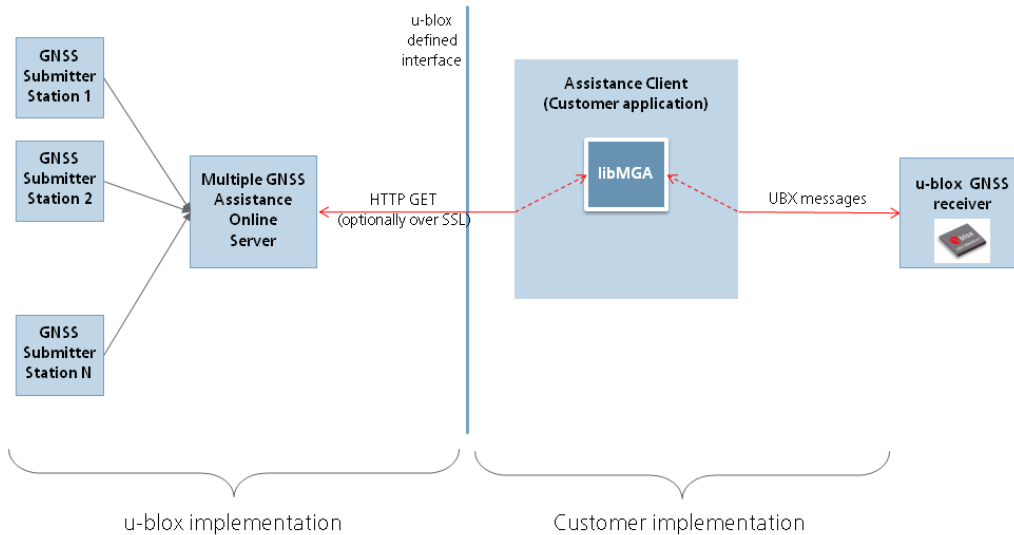 GNSS
Submitter
Station 1
GNSS
Submitter
Station 2
GNSS
Submitter
Station N
Multiple GNSS
Assistance
Online
Server
HTTP GET
(optionally over SSL)
u-blox
defined
interface
Assistance Client
(Customer application)
libMGA
UBX messages
u-blox GNSS
receiver
u-blox implementation
Customer implementation